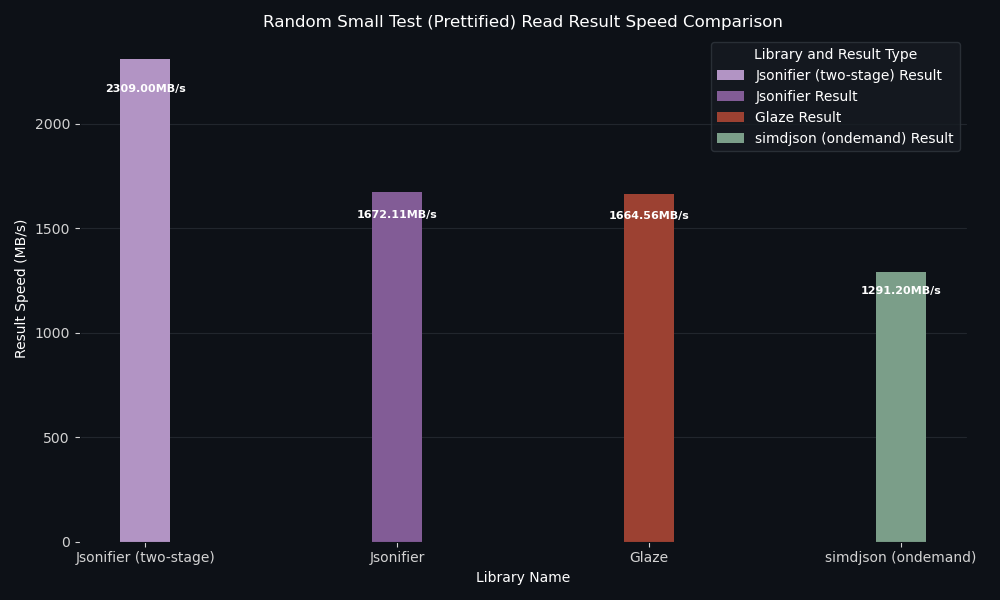 Random Small Test (Prettified) Read Result Speed Comparison
Library and Result Type
Jsonifier (two-stage) Result
Jsonifier Result
Glaze Result
simdjson (ondemand) Result
2309.00MB/s
1672.11MB/s
1664.56MB/s
1291.20MB/s
Result Speed (MB/s)
2000
1500
1000
500
0
Jsonifier (two-stage)
Jsonifier
Glaze
simdjson (ondemand)
Library Name